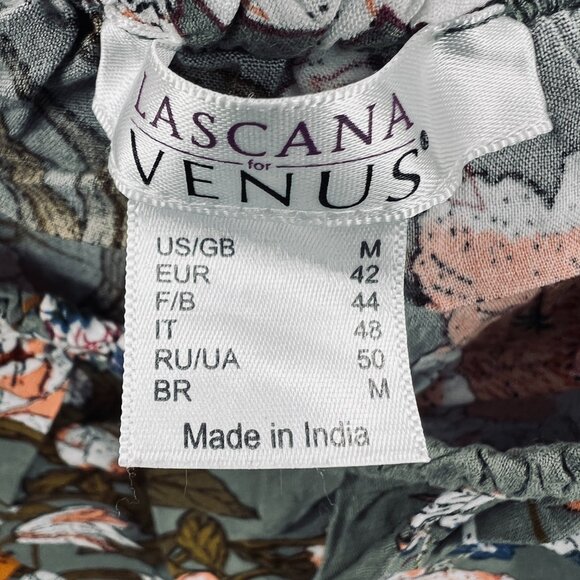 LASCANA
for
VENUS®
US/GB M
EUR 42
F/B 44
IT 48
RU/UA 50
BR M
Made in India